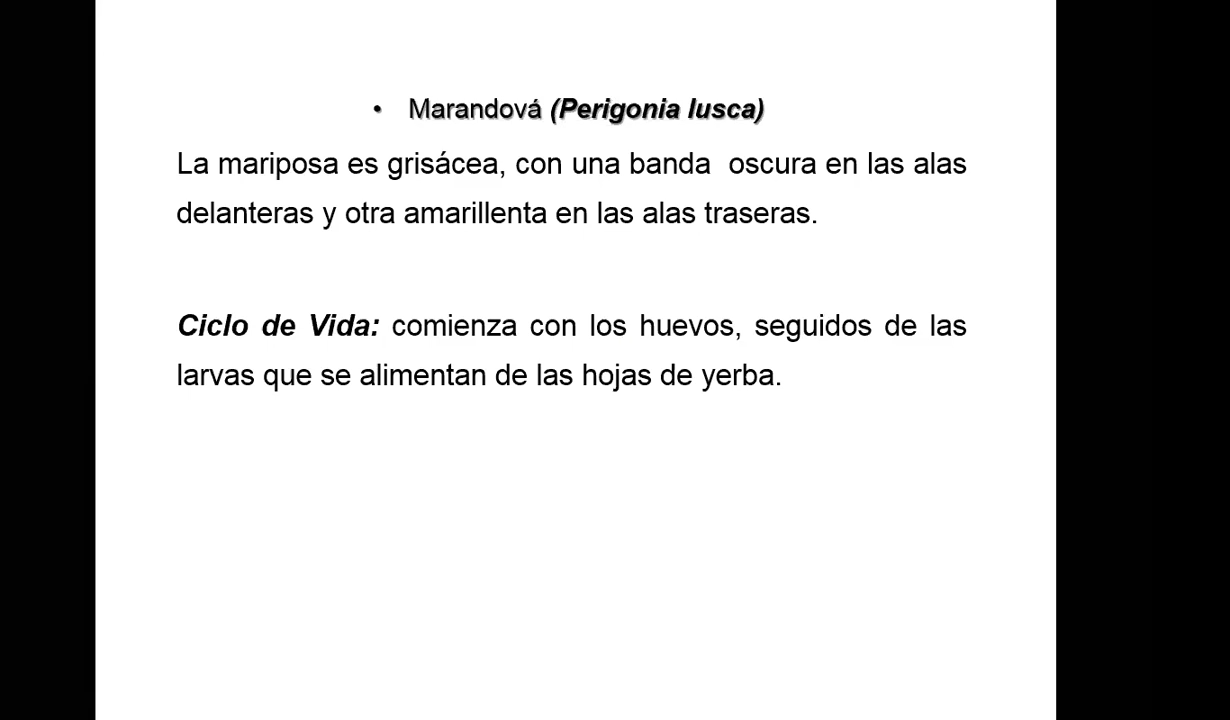 • Marandová (Perigonia lusca)
La mariposa es grisácea, con una banda oscura en las alas
delanteras y otra amarillenta en las alas traseras.
Ciclo de Vida: comienza con los huevos, seguidos de las
larvas que se alimentan de las hojas de yerba.